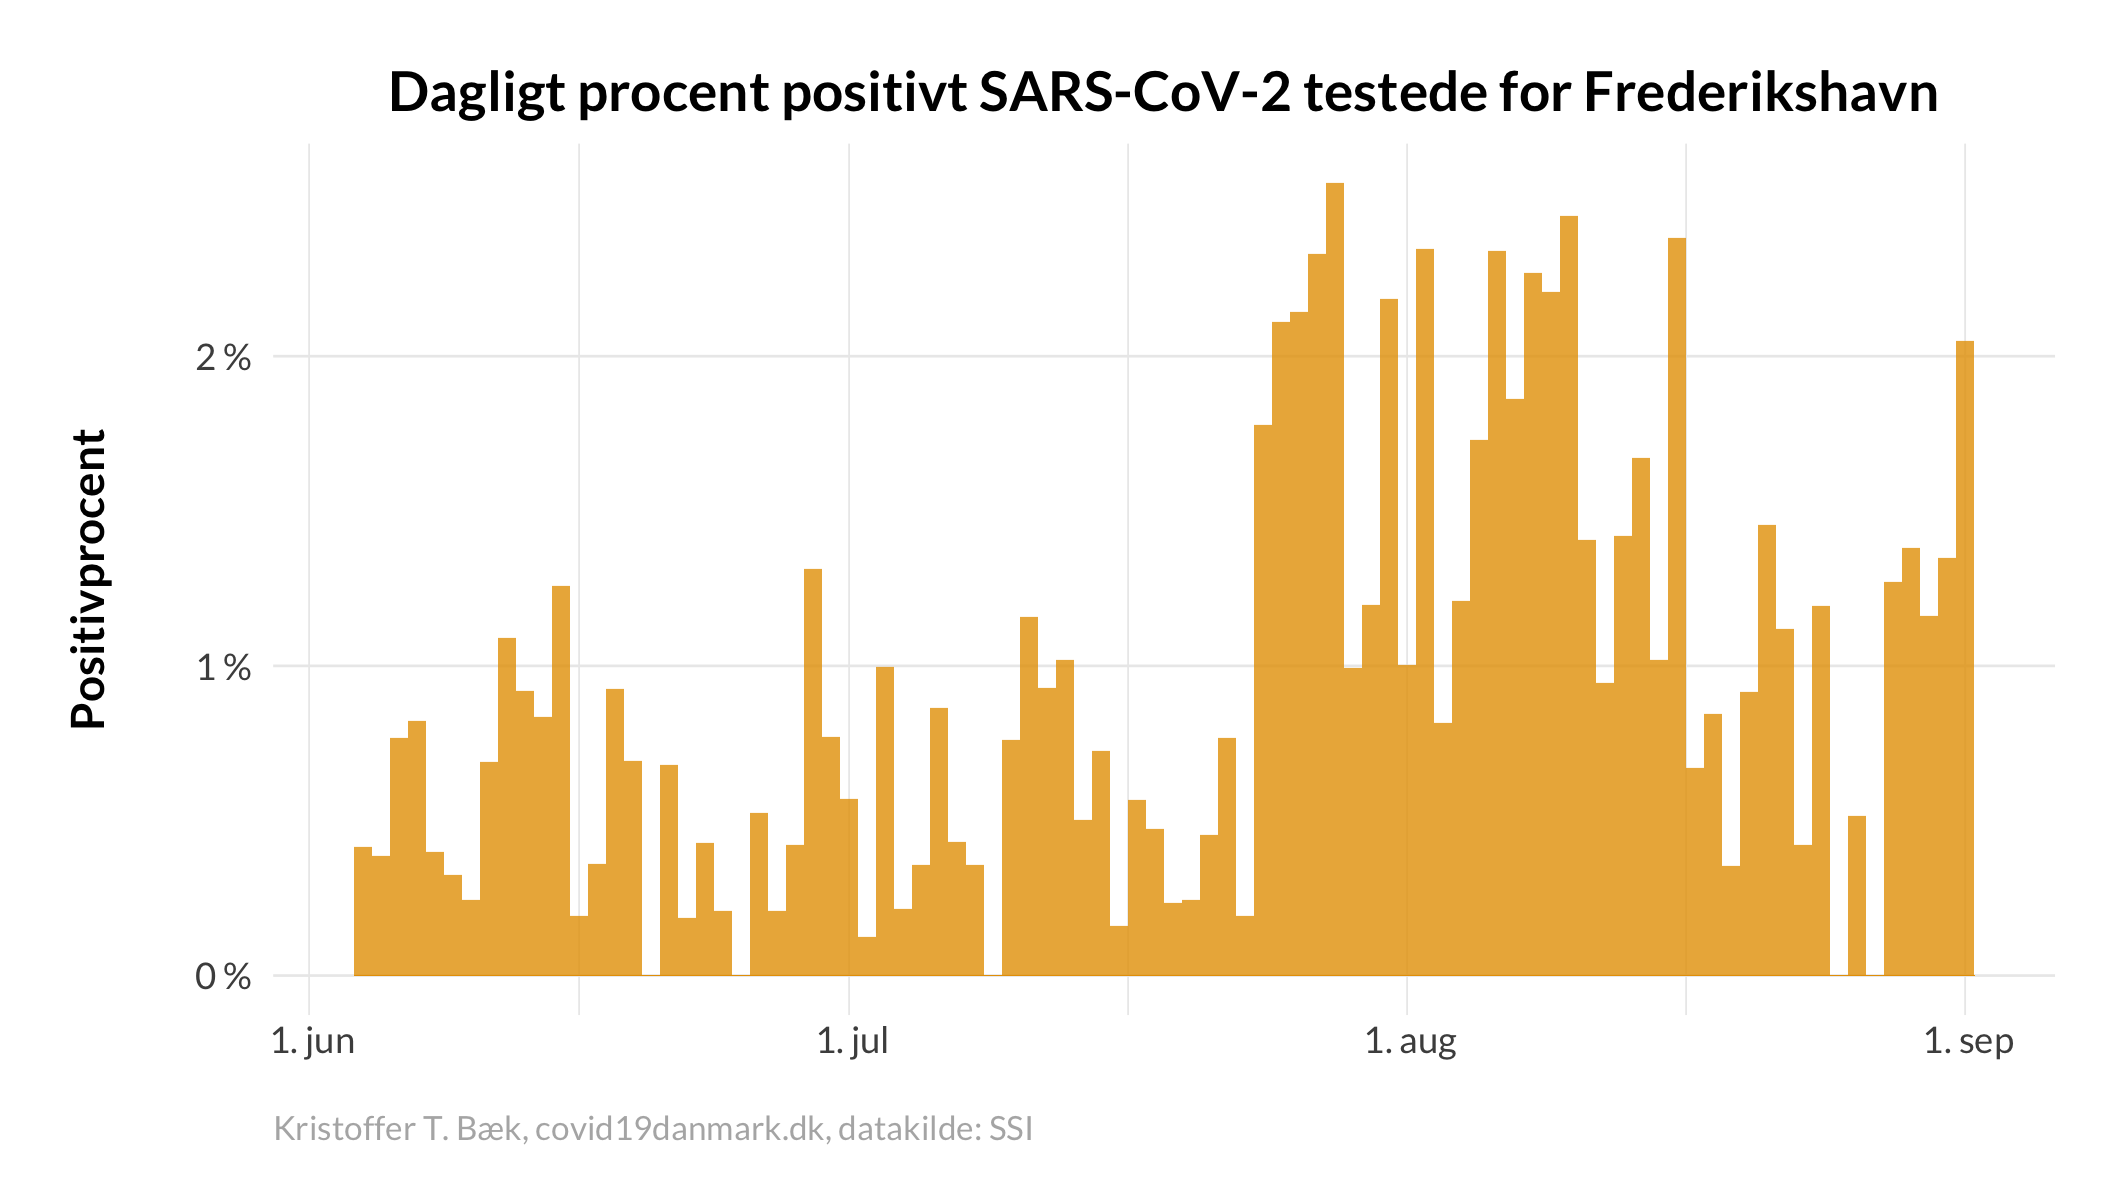 Dagligt procent positivt SARS-CoV-2 testede for Frederikshavn
Positivprocent
2 %
1 %
0 %
1. jun
1. jul
1. aug
1. sep
Kristoffer T. Bæk, covid19danmark.dk, datakilde: SSI